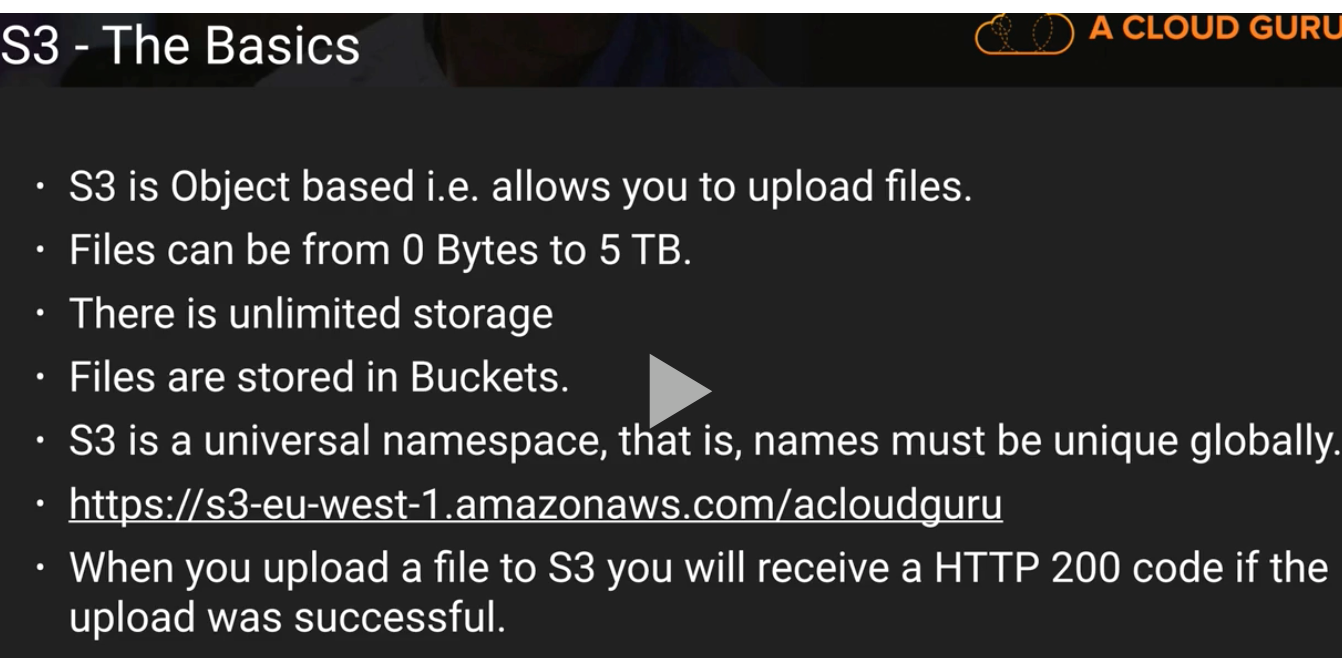 S3 - The Basics
A CLOUD GURU
· S3 is Object based i.e. allows you to upload files.
· Files can be from 0 Bytes to 5 TB.
· There is unlimited storage
· Files are stored in Buckets.
· S3 is a universal namespace, that is, names must be unique globally.
· https://s3-eu-west-1.amazonaws.com/acloudguru
· When you upload a file to S3 you will receive a HTTP 200 code if the
upload was successful.